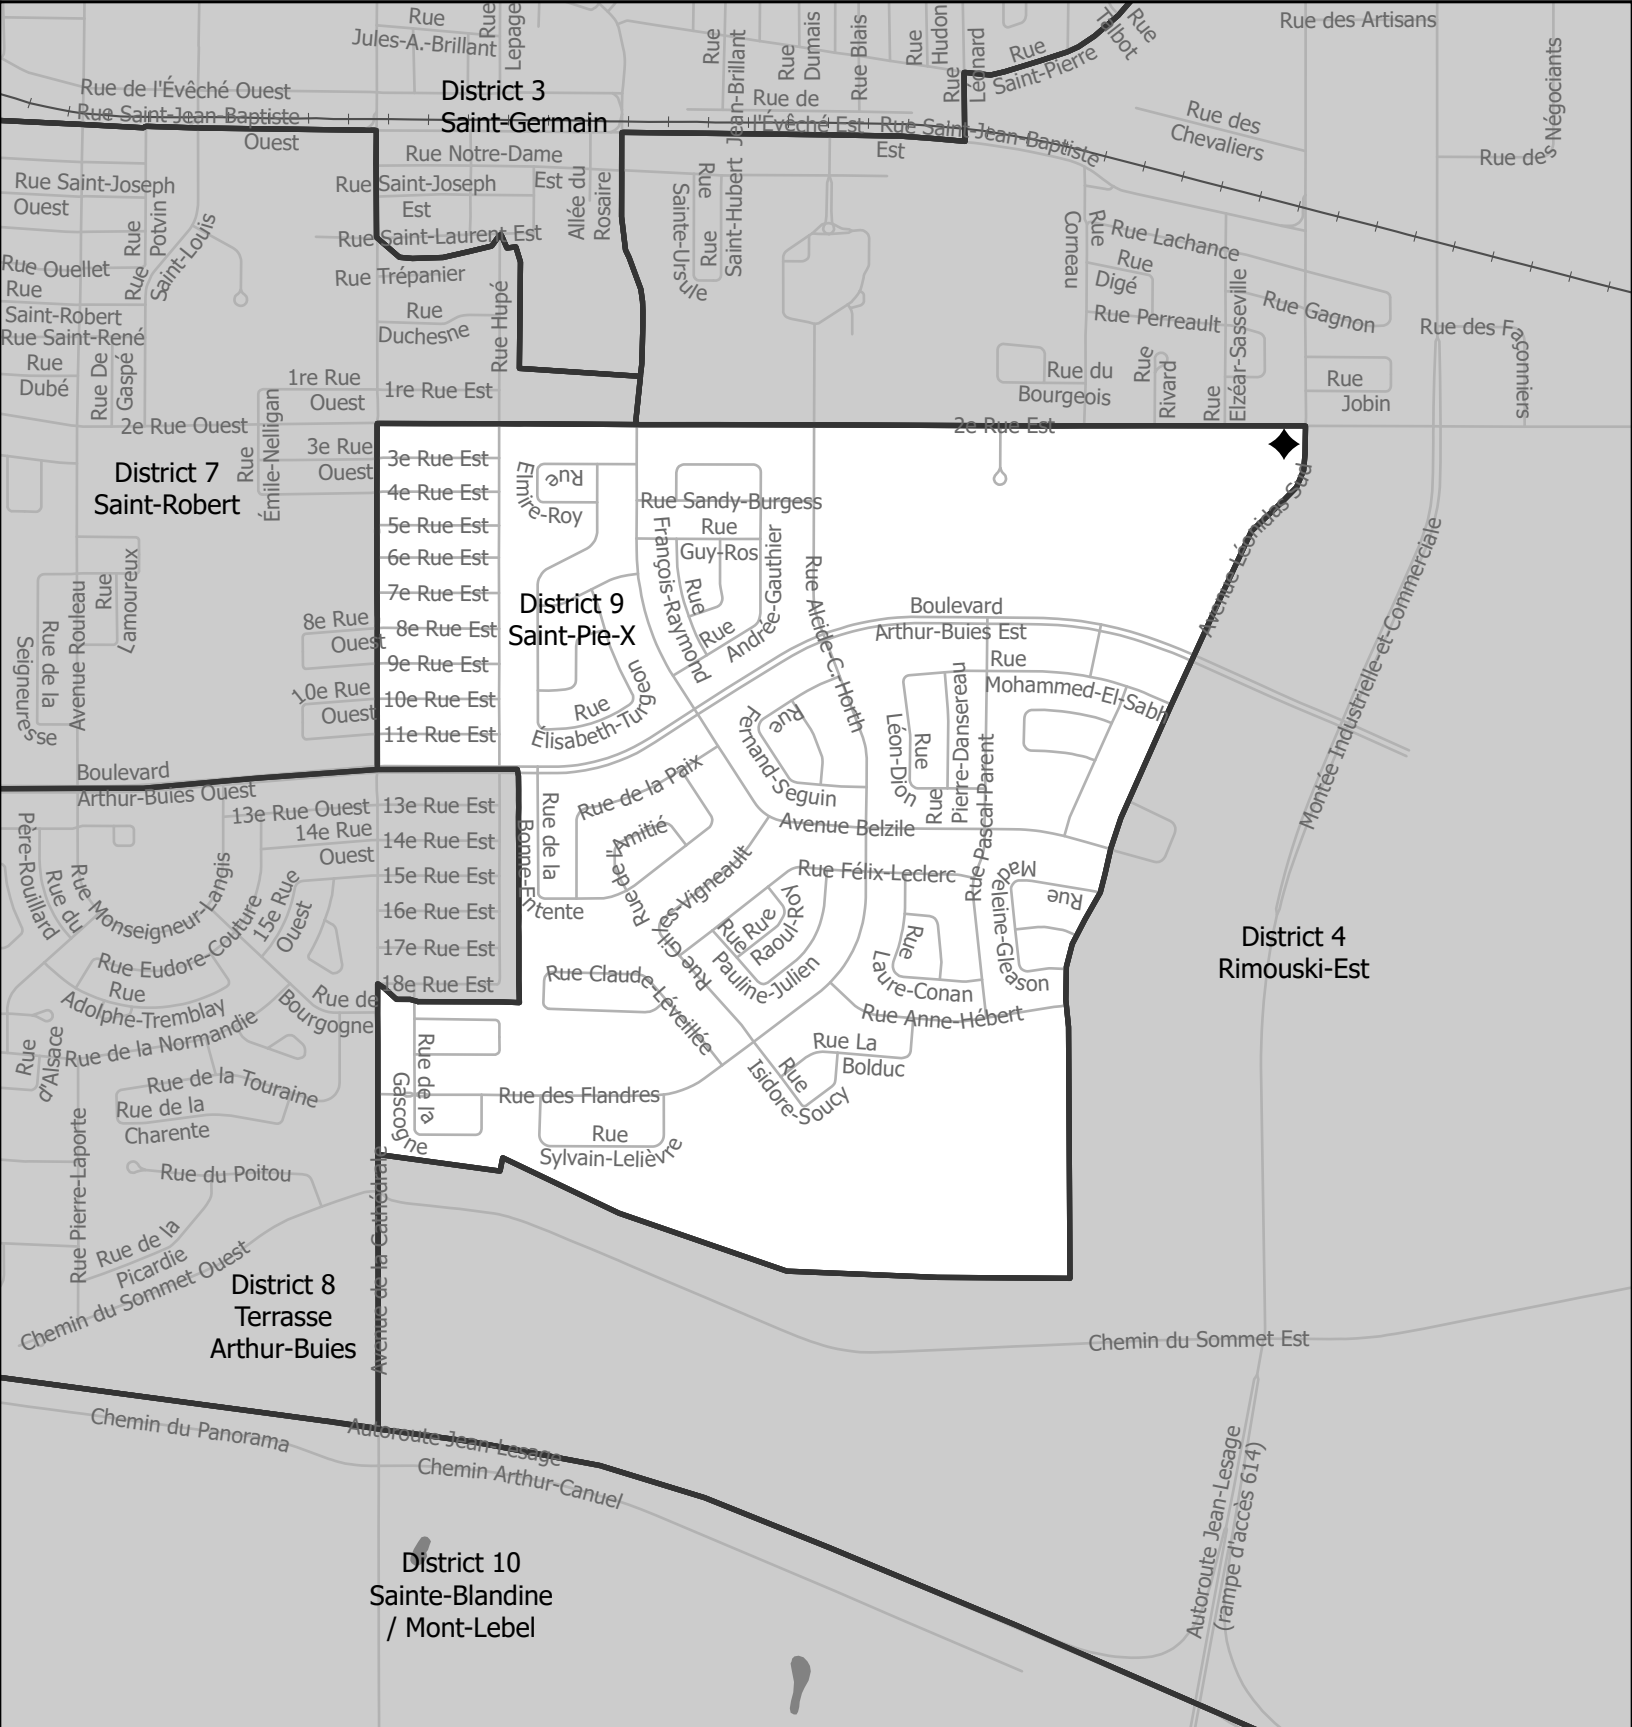 Rue
Jules-A.-Brillant
Rue
Lepage
Rue
Jean-Brillant
Rue
Dumais
Rue Blais
Rue
Hudon
Rue
Léonard
Rue
Saint-Pierre
Rue
Talbot
Rue des Artisans
Rue des Négociants
Rue de l'Évêché Ouest
Rue Saint-Jean-Baptiste
Ouest
District 3
Saint-Germain
Rue de
l'Évêché Est
Rue Saint-Jean-Baptiste
Est
Rue des
Chevaliers
Rue Notre-Dame
Est
Rue Saint-Joseph
Ouest
Rue Saint-Joseph
Est
Allée du
Rosaire
Rue
Sainte-Ursule
Rue
Saint-Hubert
Rue
Potvin
Rue
Saint-Louis
Rue Saint-Laurent Est
Rue Ouellet
Rue
Saint-Robert
Rue Saint-René
Rue
Dubé
Rue De
Gaspé
Rue Trépanier
Rue
Duchesne
Rue Hupé
1re Rue
Ouest
1re Rue Est
2e Rue Ouest
Rue
Émile-Nelligan
3e Rue
Ouest
Rue
Corneau
Rue Lachance
Rue
Digé
Rue Perreault
Rue Gagnon
Rue
Elzéar-Sasseville
Rue
Rivard
Rue du
Bourgeois
Rue
Jobin
Rue des Façonniers
2e Rue Est
District 7
Saint-Robert
3e Rue Est
4e Rue Est
5e Rue Est
6e Rue Est
7e Rue Est
8e Rue Est
9e Rue Est
10e Rue Est
11e Rue Est
Rue
Elmire-Roy
Rue Sandy-Burgess
Rue
Guy-Ros
Rue
François-Raymond
Rue
Andrée-Gauthier
Rue Alcide-C.-Horth
Avenue Léonidas Sud
Montée Industrielle-et-Commerciale
District 9
Saint-Pie-X
Boulevard
Arthur-Buies Est
Rue
Mohammed-El-Sabh
Rue
Lamoureux
Rue de la
Seigneuresse
Avenue Rouleau
8e Rue
Ouest
10e Rue
Ouest
Rue
Élisabeth-Turgeon
Rue
Fernand-Seguin
Rue
Léon-Dion
Rue
Pierre-Dansereau
Rue Pascal-Parent
Boulevard
Arthur-Buies Ouest
13e Rue Ouest
14e Rue
Ouest
15e Rue
Ouest
13e Rue Est
14e Rue Est
15e Rue Est
16e Rue Est
17e Rue Est
18e Rue Est
Rue de la
Bonne-Entente
Rue de la Paix
Rue de l'
Amitié
Avenue Belzile
Rue Gilles-Vigneault
Rue Félix-Leclerc
Rue
Raoul-Roy
Rue
Pauline-Julien
Rue
Madeleine-Gleason
Rue
Laure-Conan
Rue Anne-Hébert
Rue du
Père-Rouillard
Rue Monseigneur-Langis
Rue Eudore-Couture
Rue
Adolphe-Tremblay
Rue de la Normandie
Rue de
Bourgogne
Rue
d'Alsace
Rue de la Touraine
Rue de la
Charente
Rue du Poitou
Rue Pierre-Laporte
Rue de la
Picardie
Chemin du Sommet Ouest
Rue Claude-Léveillée
Rue de la
Gascogne
Rue des Flandres
Rue
Sylvain-Lelièvre
Rue La
Bolduc
Rue
Isidore-Soucy
District 4
Rimouski-Est
District 8
Terrasse
Arthur-Buies
Avenue de la Cathédrale
Chemin du Sommet Est
Chemin du Panorama
Autoroute Jean-Lesage
Chemin Arthur-Canuel
Autoroute Jean-Lesage
(rampe d'accès 614)
District 10
Sainte-Blandine
/ Mont-Lebel